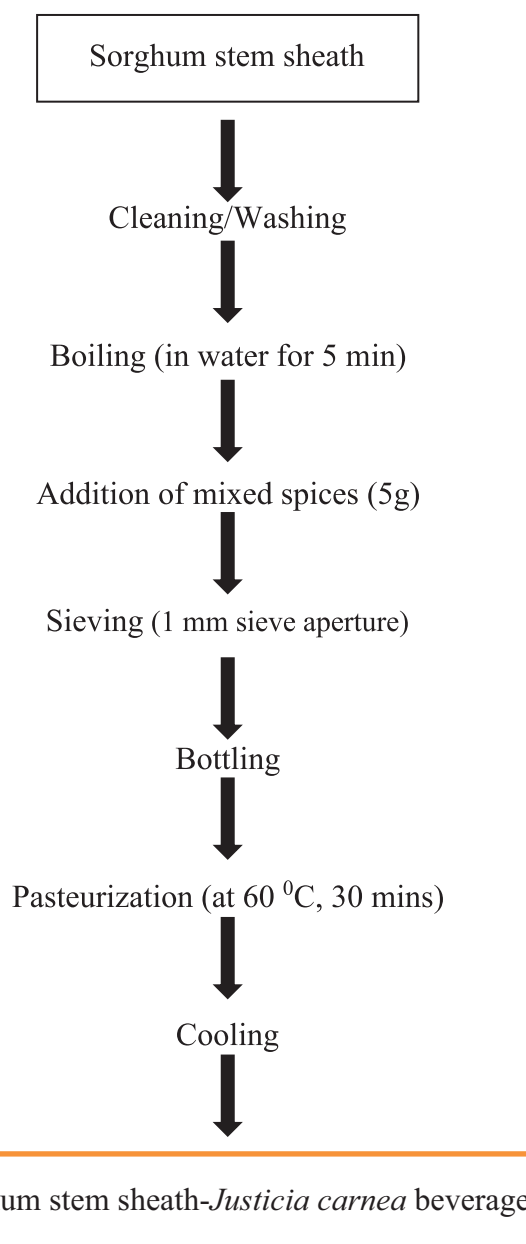 Sorghum stem sheath
Cleaning/Washing
Boiling (in water for 5 min)
Addition of mixed spices (5g)
Sieving (1 mm sieve aperture)
Bottling
Pasteurization (at 60 ⁰C, 30 mins)
Cooling
um stem sheath-Justicia carnea beverage